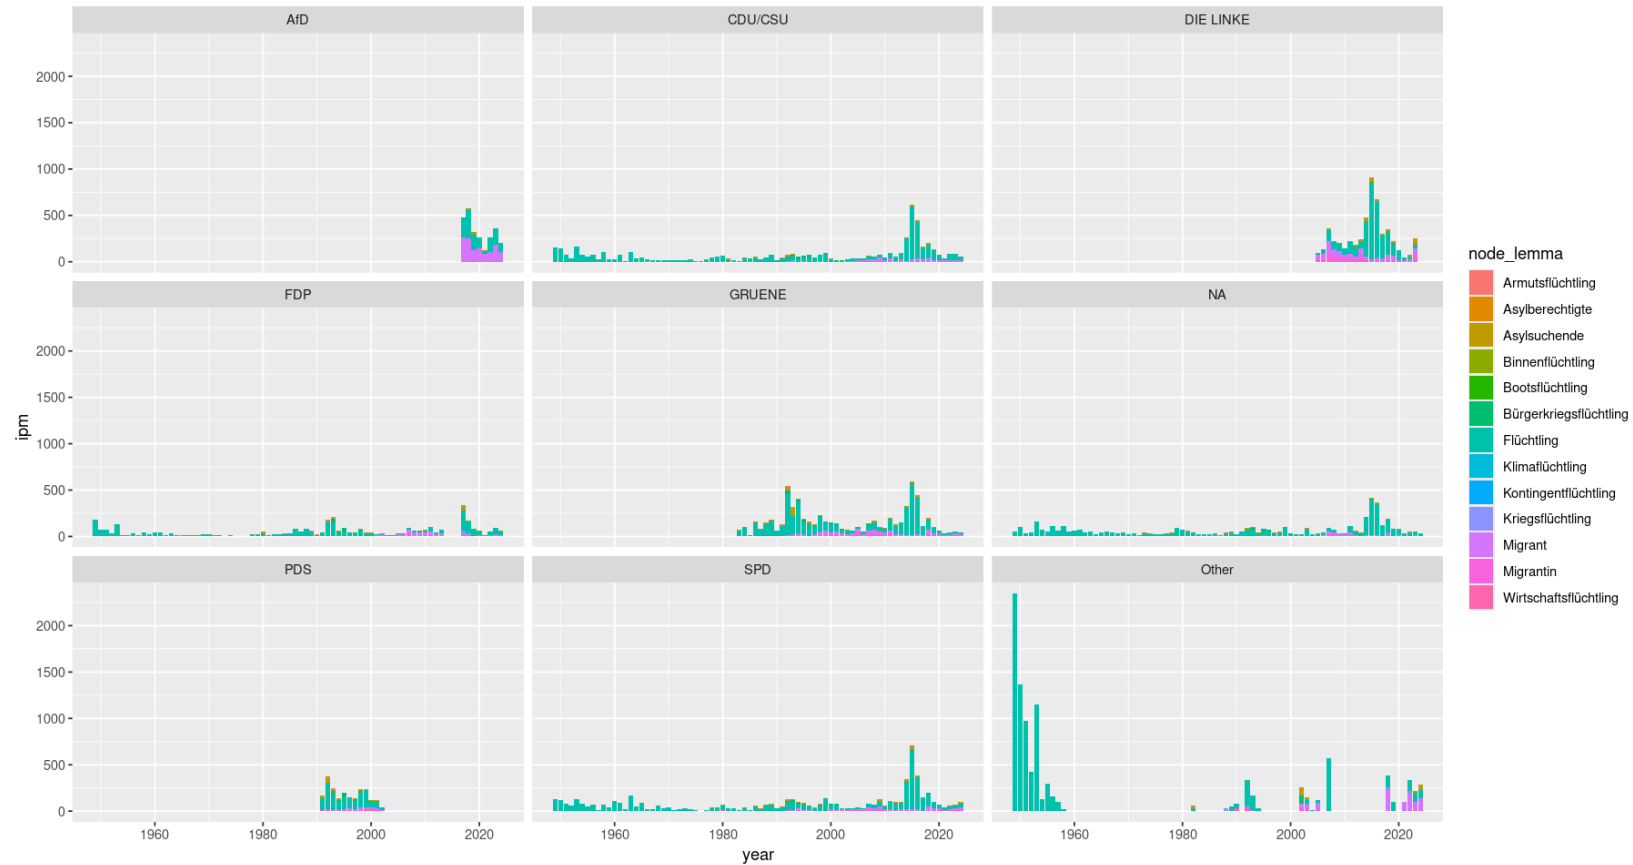 AfD CDU/CSU DIE LINKE
2000
1500
1000
500
0
FDP GRUENE NA
2000
1500
1000
500
0
PDS SPD Other
2000
1500
1000
500
0
1960 1980 2000 2020 1960 1980 2000 2020 1960 1980 2000 2020
year
ipm
node_lemma
Armutsflüchtling
Asylberechtigte
Asylsuchende
Binnenflüchtling
Bootsflüchtling
Bürgerkriegsflüchtling
Flüchtling
Klimaflüchtling
Kontingentflüchtling
Kriegsflüchtling
Migrant
Migrantin
Wirtschaftsflüchtling